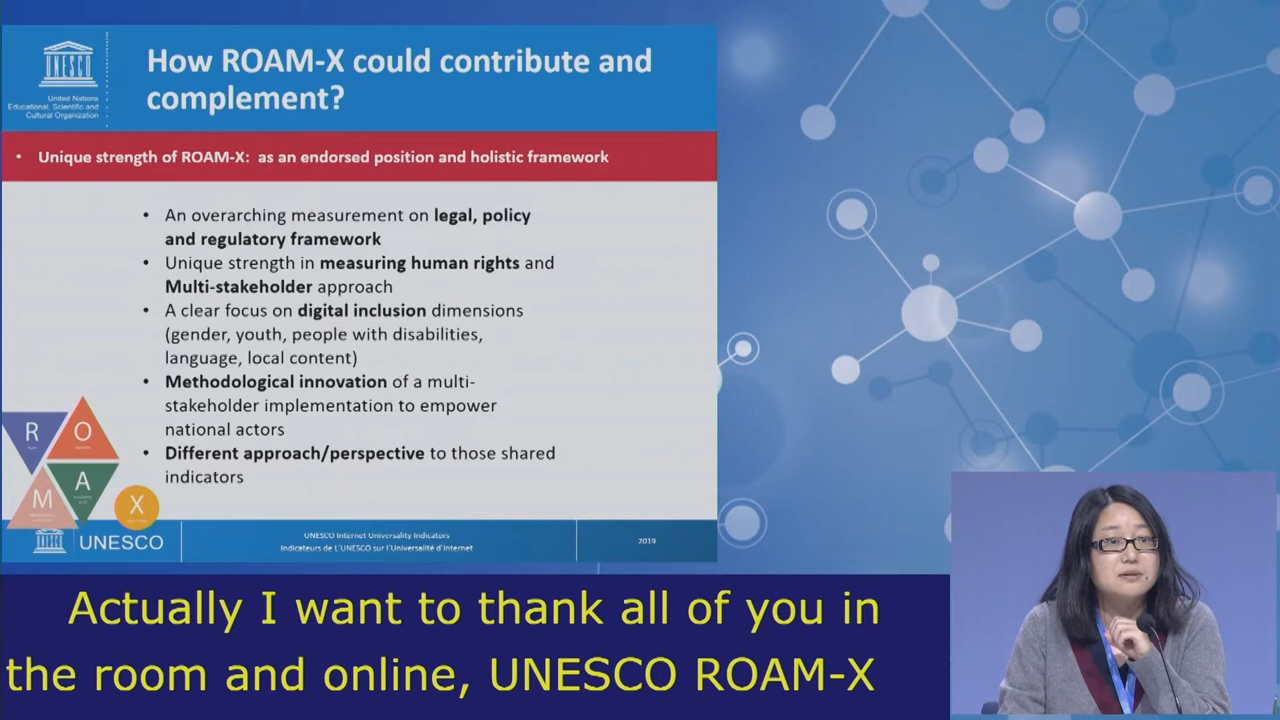 UNESCO
United Nations
Educational, Scientific and
Cultural Organization
How ROAM-X could contribute and
complement?
• Unique strength of ROAM-X: as an endorsed position and holistic framework
• An overarching measurement on legal, policy
and regulatory framework
• Unique strength in measuring human rights and
Multi-stakeholder approach
• A clear focus on digital inclusion dimensions
(gender, youth, people with disabilities,
language, local content)
• Methodological innovation of a multi-
stakeholder implementation to empower
national actors
• Different approach/perspective to those shared
indicators
R
O
A
M
X
UNESCO
UNESCO Internet Universality Indicators
Indicateurs de L'UNESCO sur l'Universalité d'Internet
2019
Actually I want to thank all of you in
the room and online, UNESCO ROAM-X